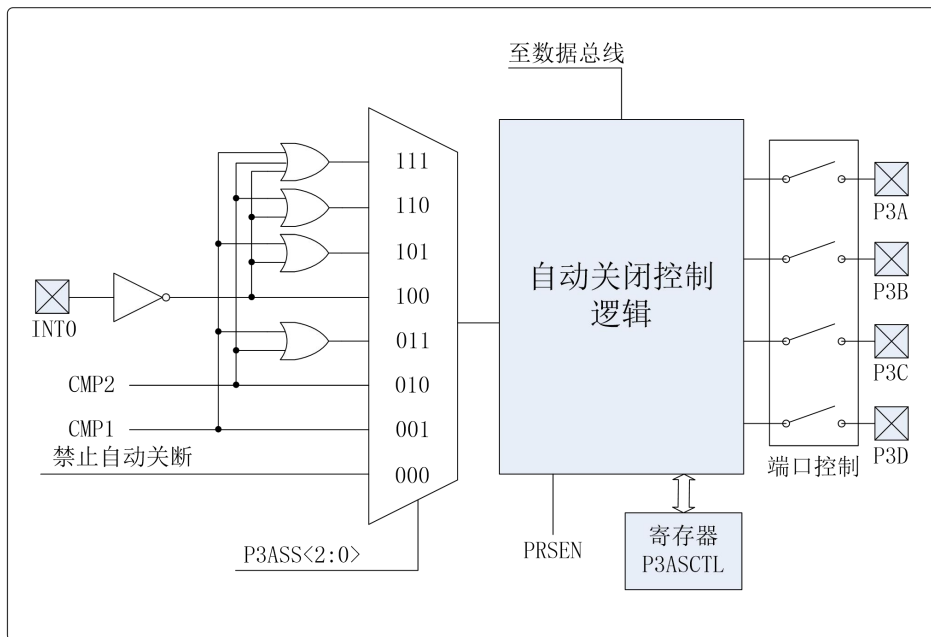 至数据总线
111
110
101
100
011
010
001
000
INT0
CMP2
CMP1
禁止自动关断
P3ASS<2:0>
自动关闭控制
逻辑
PRSEN
寄存器
P3ASCTL
P3A
P3B
P3C
P3D
端口控制